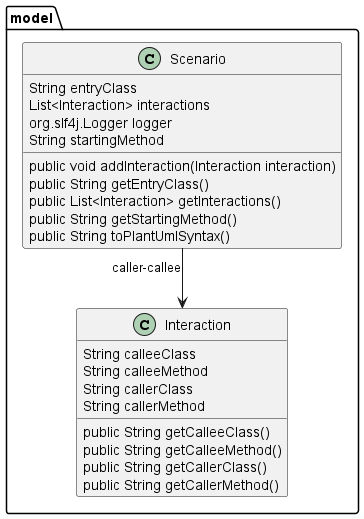 model
C Scenario
String entryClass
List<Interaction> interactions
org.slf4j.Logger logger
String startingMethod
public void addInteraction(Interaction interaction)
public String getEntryClass()
public List<Interaction> getInteractions()
public String getStartingMethod()
public String toPlantUmlSyntax()
caller-callee
C Interaction
String calleeClass
String calleeMethod
String callerClass
String callerMethod
public String getCalleeClass()
public String getCalleeMethod()
public String getCallerClass()
public String getCallerMethod()